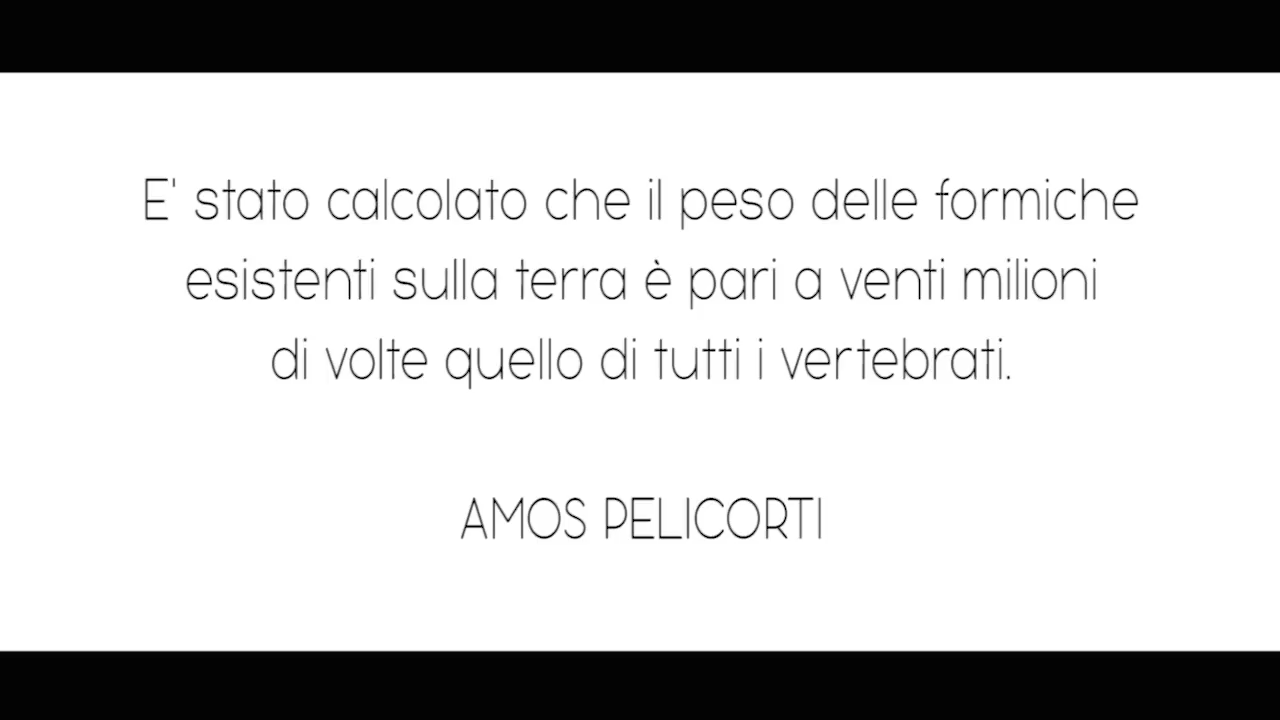 E' stato calcolato che il peso delle formiche
esistenti sulla terra è pari a venti milioni
di volte quello di tutti i vertebrati.
AMOS PELICORTI